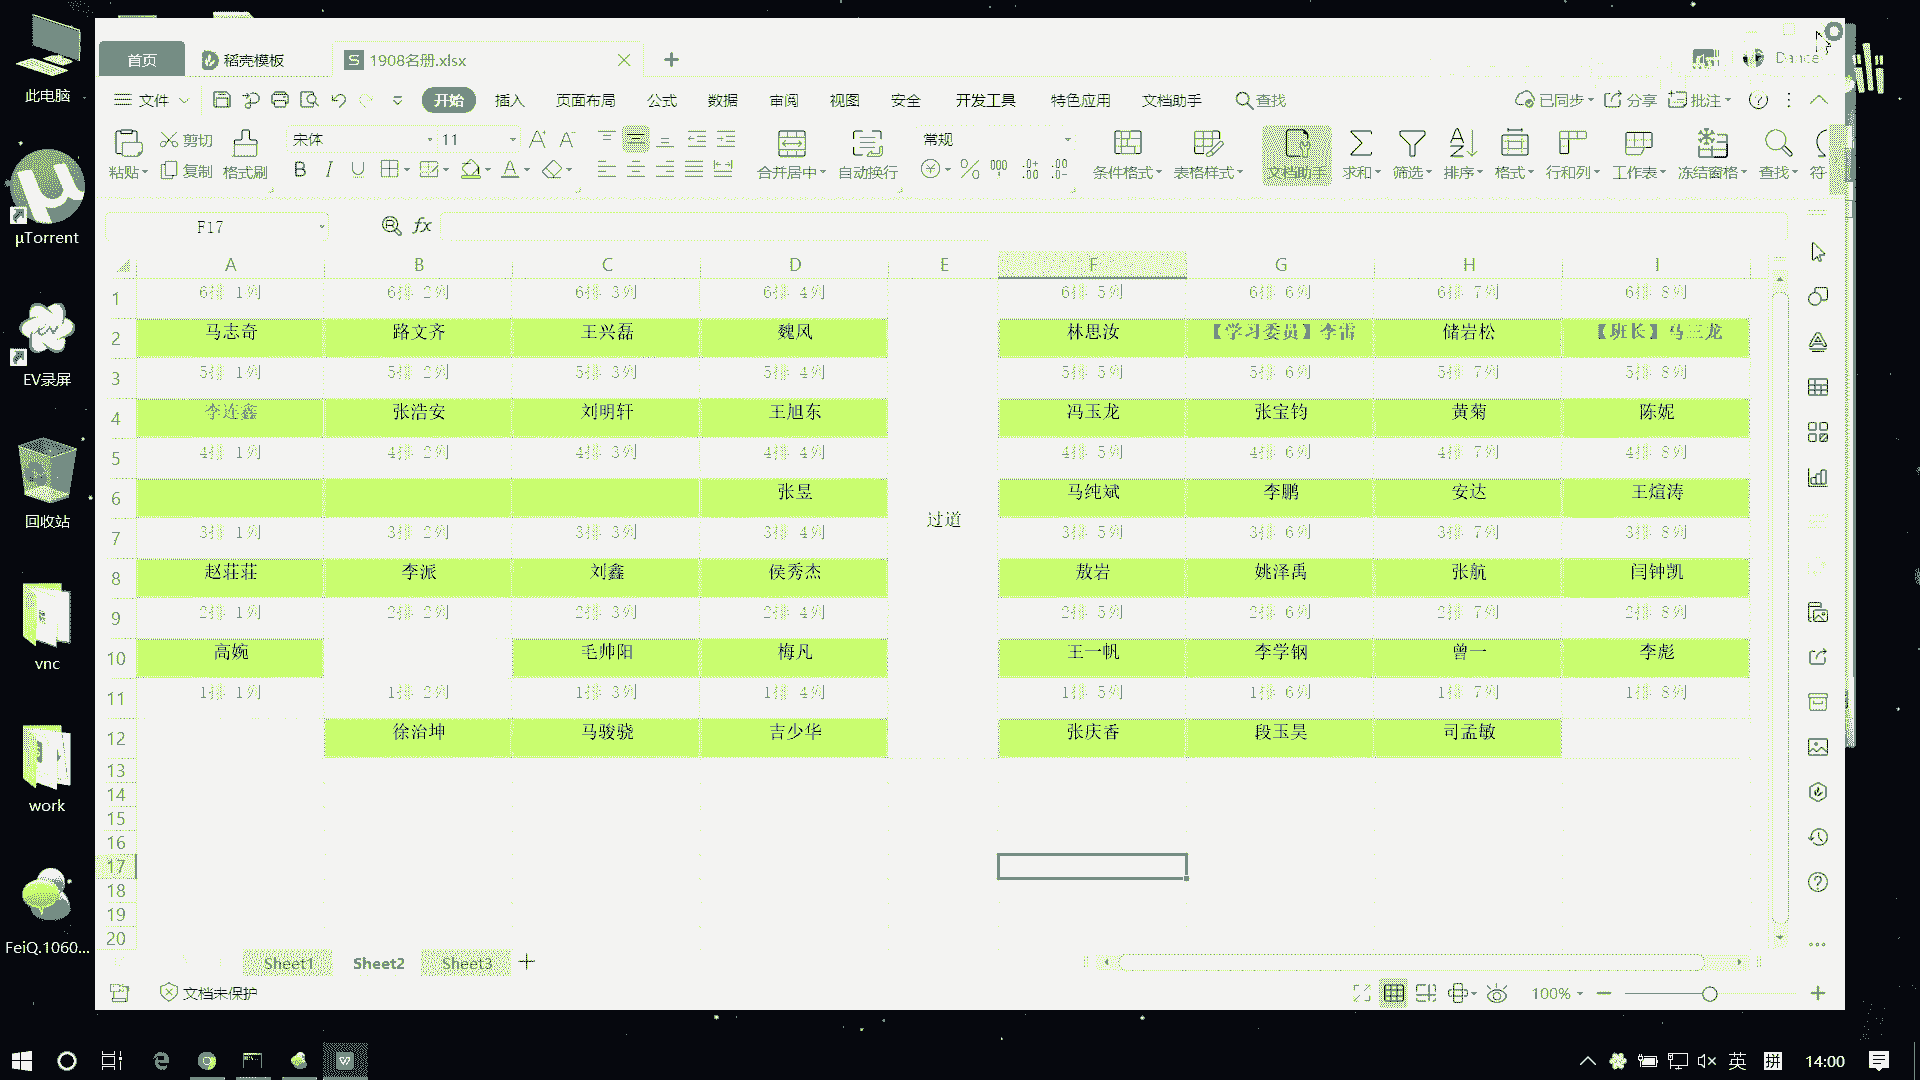 此电脑
μTorrent
EV录屏
回收站
vnc
work
FeiQ.1060...
首页
稻壳模板
1908名册.xlsx
文件
开始
插入
页面布局
公式
数据
审阅
视图
安全
开发工具
特色应用
文档助手
查找
已同步
分享
批注
粘贴
剪切
复制
格式刷
宋体
11
合并居中
自动换行
常规
条件格式
表格样式
文档助手
求和
筛选
排序
格式
行和列
工作表
冻结窗格
查找
符
F17
fx
A B C D E F G H I
1 6排 1列 6排 2列 6排 3列 6排 4列 6排 5列 6排 6列 6排 7列 6排 8列
2 马志奇 路文齐 王兴磊 魏风 林思汝 【学习委员】李雷 储岩松 【班长】马三龙
3 5排 1列 5排 2列 5排 3列 5排 4列 5排 5列 5排 6列 5排 7列 5排 8列
4 李连鑫 张浩安 刘明轩 王旭东 冯玉龙 张宝钧 黄菊 陈妮
5 4排 1列 4排 2列 4排 3列 4排 4列 4排 5列 4排 6列 4排 7列 4排 8列
6 张昱 马纯斌 李鹏 安达 王煊涛
过道
7 3排 1列 3排 2列 3排 3列 3排 4列 3排 5列 3排 6列 3排 7列 3排 8列
8 赵荘荘 李派 刘鑫 侯秀杰 敖岩 姚泽禹 张航 闫钟凯
9 2排 1列 2排 2列 2排 3列 2排 4列 2排 5列 2排 6列 2排 7列 2排 8列
10 高婉 毛帅阳 梅凡 王一帆 李学钢 曾一 李彪
11 1排 1列 1排 2列 1排 3列 1排 4列 1排 5列 1排 6列 1排 7列 1排 8列
12 徐治坤 马骏骁 吉少华 张庆香 段玉昊 司孟敏
13
14
15
16
17
18
19
20
Sheet1
Sheet2
Sheet3
文档未保护
100%
英
拼
14:00